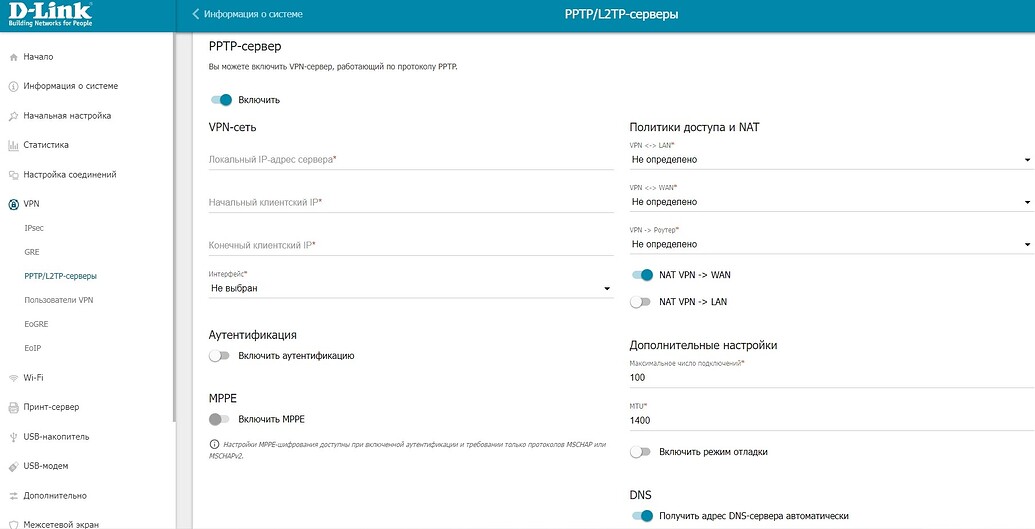 D-Link
Building Networks for People
Информация о системе
PPTP/L2TP-серверы
Начало
Информация о системе
Начальная настройка
Статистика
Настройка соединений
VPN
IPsec
GRE
PPTP/L2TP-серверы
Пользователи VPN
EoGRE
EoIP
Wi-Fi
Принт-сервер
USB-накопитель
USB-модем
Дополнительно
Межсетевой экран
PPTP-сервер
Вы можете включить VPN-сервер, работающий по протоколу PPTP.
Включить
VPN-сеть
Локальный IP-адрес сервера*
Начальный клиентский IP*
Конечный клиентский IP*
Интерфейс*
Не выбран
Аутентификация
Включить аутентификацию
MPPE
Включить MPPE
Настройки MPPE-шифрования доступны при включенной аутентификации и требовании только протоколов MSCHAP или
MSCHAPv2.
Политики доступа и NAT
VPN <-> LAN*
Не определено
VPN <-> WAN*
Не определено
VPN -> Роутер*
Не определено
NAT VPN -> WAN
NAT VPN -> LAN
Дополнительные настройки
Максимальное число подключений*
100
MTU*
1400
Включить режим отладки
DNS
Получить адрес DNS-сервера автоматически